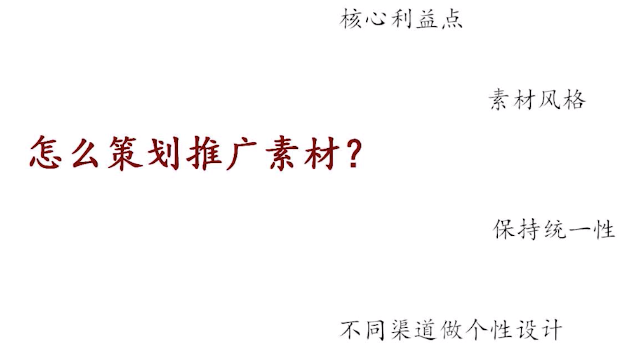 核心利益点
素材风格
怎么策划推广素材？
保持统一性
不同渠道做个性设计